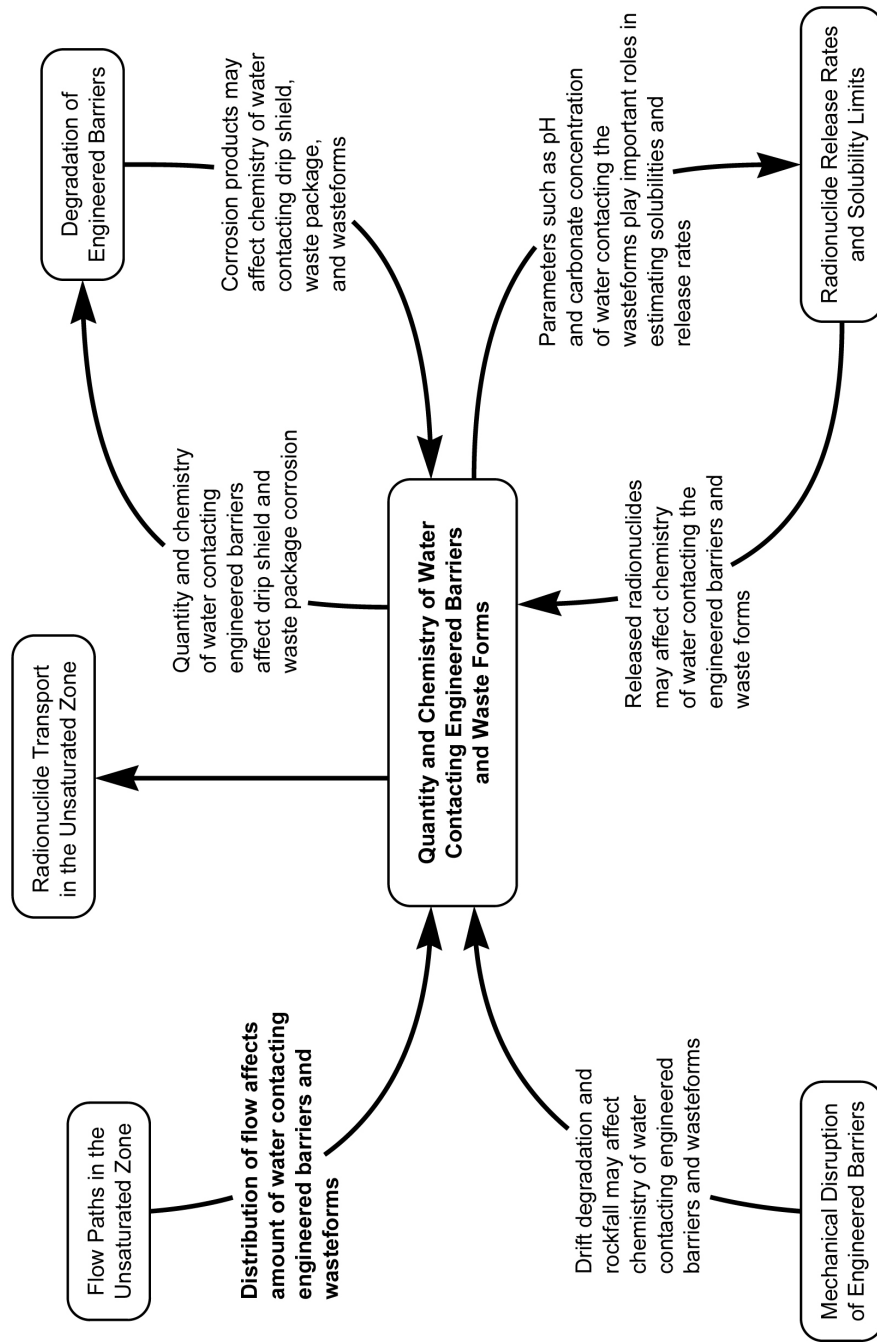 Flow Paths in the
Unsaturated Zone
Radionuclide Transport
in the Unsaturated Zone
Degradation of
Engineered Barriers
Distribution of flow affects
amount of water contacting
engineered barriers and
wasteforms
Quantity and chemistry
of water contacting
engineered barriers
affect drip shield and
waste package corrosion
Corrosion products may
affect chemistry of water
contacting drip shield,
waste package,
and wasteforms
Quantity and Chemistry of Water
Contacting Engineered Barriers
and Waste Forms
Drift degradation and
rockfall may affect
chemistry of water
contacting engineered
barriers and wasteforms
Released radionuclides
may affect chemistry
of water contacting the
engineered barriers and
waste forms
Parameters such as pH
and carbonate concentration
of water contacting the
wasteforms play important roles in
estimating solubilities and
release rates
Mechanical Disruption
of Engineered Barriers
Radionuclide Release Rates
and Solubility Limits